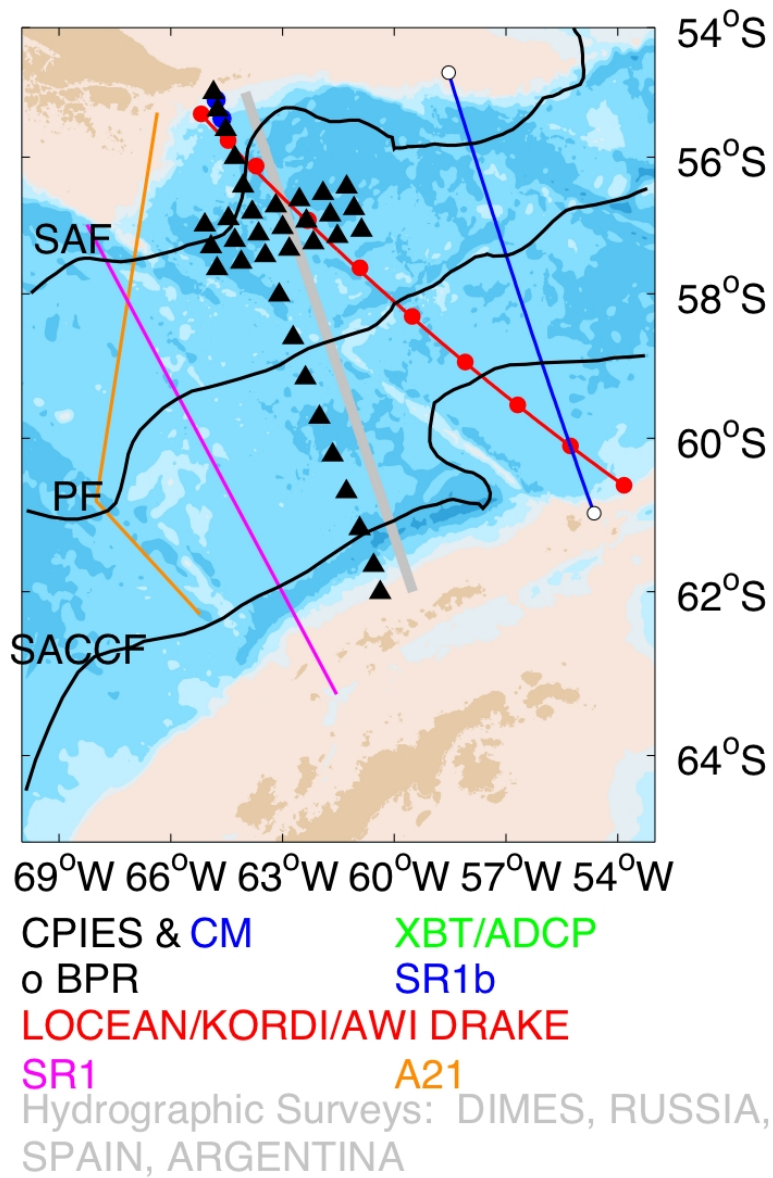 54°S
56°S
SAF
58°S
60°S
PF
62°S
SACCF
64°S
69°W 66°W 63°W 60°W 57°W 54°W
CPIES & CM XBT/ADCP
o BPR SR1b
LOCEAN/KORDI/AWI DRAKE
SR1 A21
Hydrographic Surveys: DIMES, RUSSIA,
SPAIN, ARGENTINA